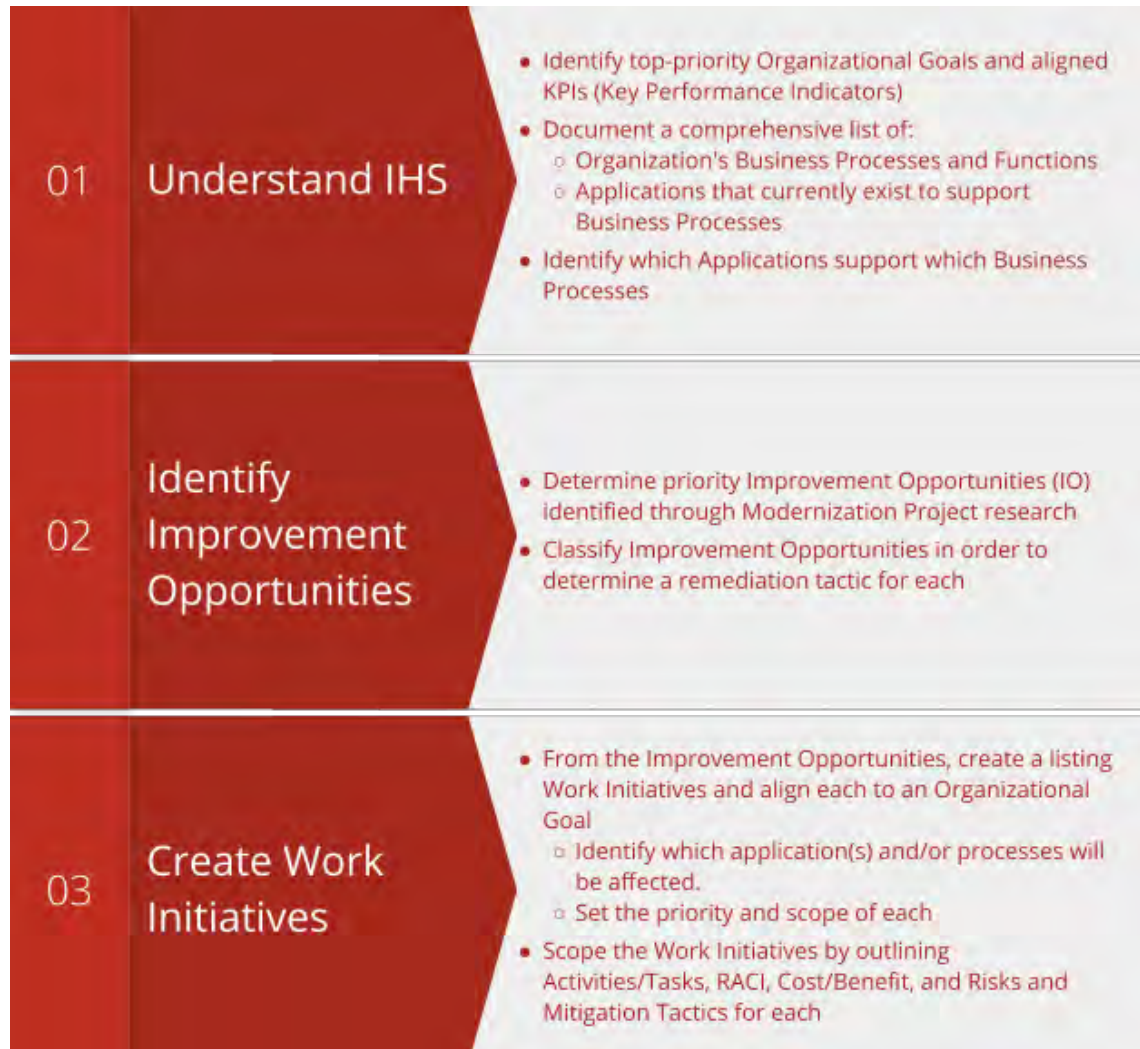 01
Understand IHS
• Identify top-priority Organizational Goals and aligned
KPIs (Key Performance Indicators)
• Document a comprehensive list of:
○ Organization's Business Processes and Functions
○ Applications that currently exist to support
Business Processes
• Identify which Applications support which Business
Processes
02
Identify
Improvement
Opportunities
• Determine priority Improvement Opportunities (IO)
identified through Modernization Project research
• Classify Improvement Opportunities in order to
determine a remediation tactic for each
03
Create Work
Initiatives
• From the Improvement Opportunities, create a listing
Work Initiatives and align each to an Organizational
Goal
○ Identify which application(s) and/or processes will
be affected.
○ Set the priority and scope of each
• Scope the Work Initiatives by outlining
Activities/Tasks, RACI, Cost/Benefit, and Risks and
Mitigation Tactics for each